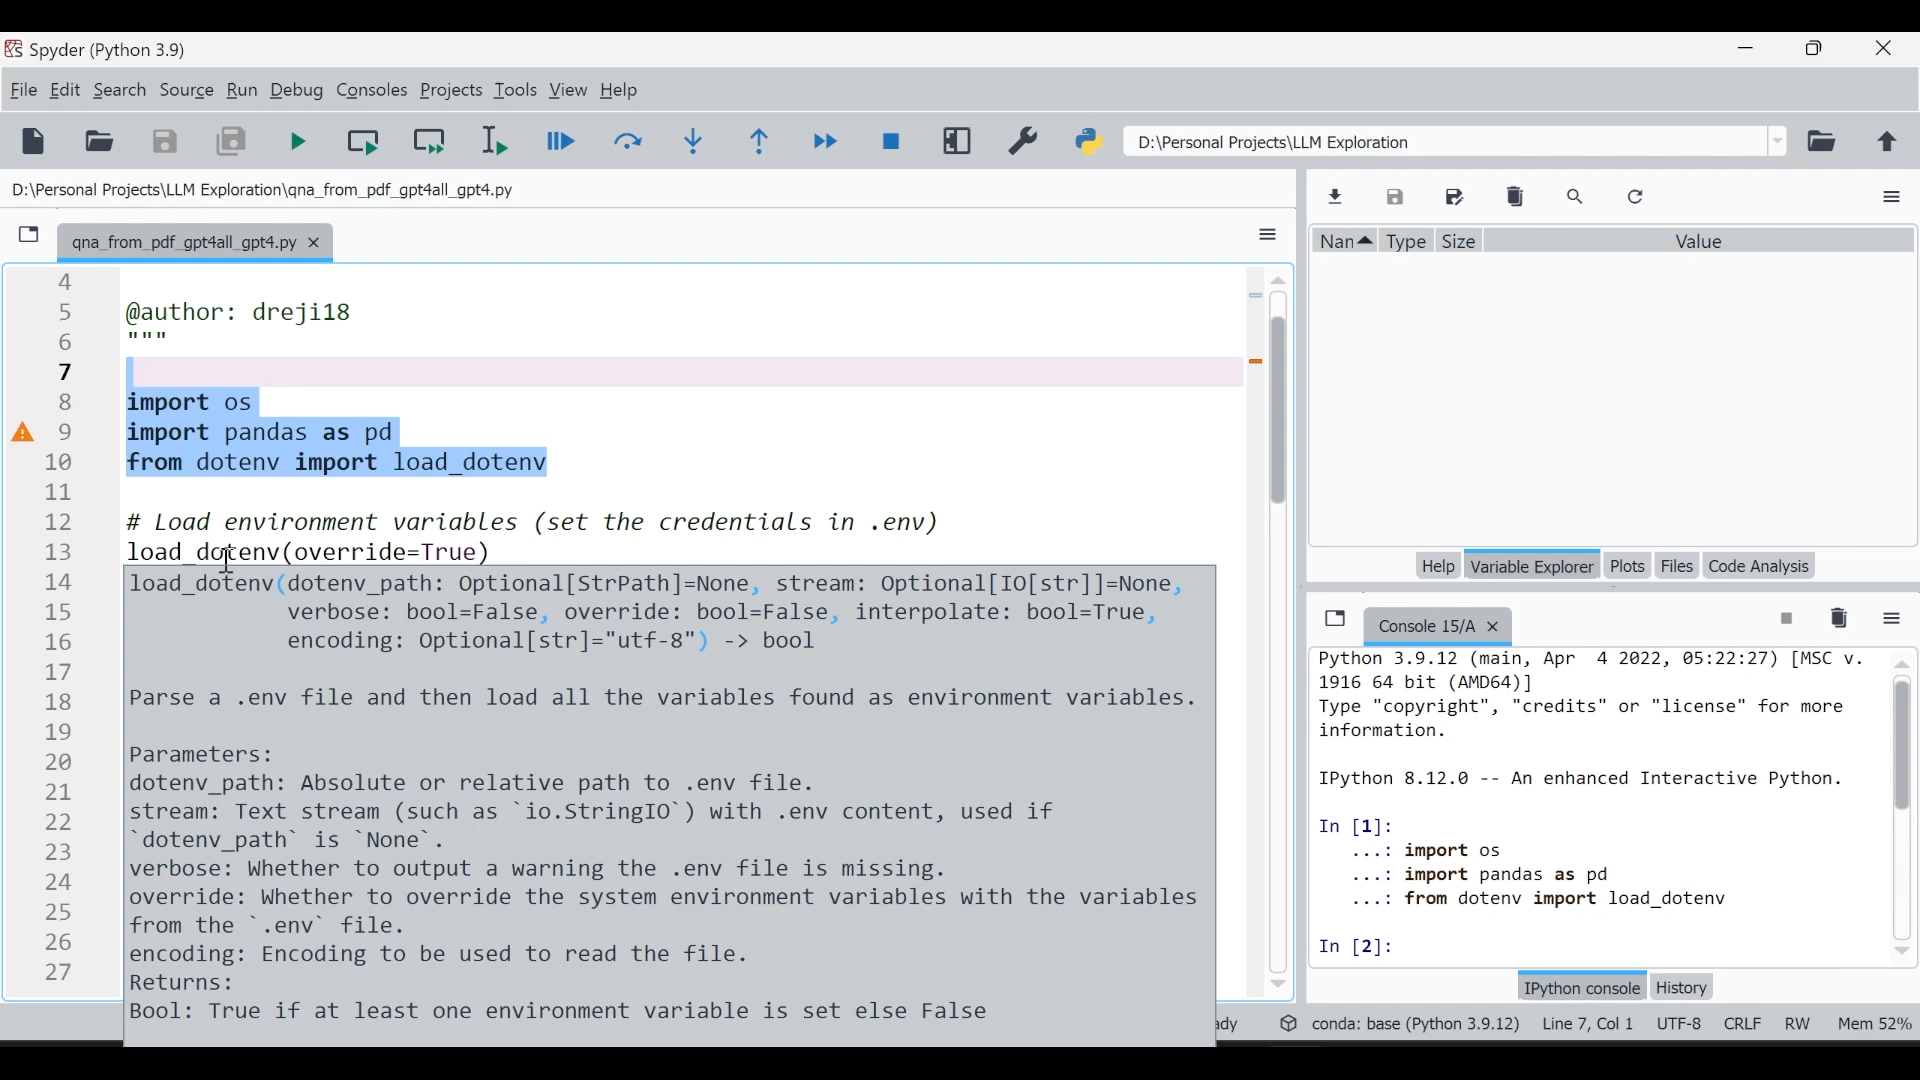 Spyder (Python 3.9)
File Edit Search Source Run Debug Consoles Projects Tools View Help
D:\Personal Projects\LLM Exploration
D:\Personal Projects\LLM Exploration\qna_from_pdf_gpt4all_gpt4.py
qna_from_pdf_gpt4all_gpt4.py
4
5 @author: dreji18
6 """
7
8 import os
9 import pandas as pd
10 from dotenv import load_dotenv
11
12 # Load environment variables (set the credentials in .env)
13 load_dotenv(override=True)
14
15
16
17
18
19
20
21
22
23
24
25
26
27
load_dotenv(dotenv_path: Optional[StrPath]=None, stream: Optional[IO[str]]=None,
verbose: bool=False, override: bool=False, interpolate: bool=True,
encoding: Optional[str]="utf-8") -> bool
Parse a .env file and then load all the variables found as environment variables.
Parameters:
dotenv_path: Absolute or relative path to .env file.
stream: Text stream (such as `io.StringIO`) with .env content, used if
`dotenv_path` is `None`.
verbose: Whether to output a warning the .env file is missing.
override: Whether to override the system environment variables with the variables
from the `.env` file.
encoding: Encoding to be used to read the file.
Returns:
Bool: True if at least one environment variable is set else False
Nan Type Size Value
Help Variable Explorer Plots Files Code Analysis
Console 15/A
Python 3.9.12 (main, Apr  4 2022, 05:22:27) [MSC v.
1916 64 bit (AMD64)]
Type "copyright", "credits" or "license" for more
information.
IPython 8.12.0 -- An enhanced Interactive Python.
In [1]:
...: import os
...: import pandas as pd
...: from dotenv import load_dotenv
In [2]:
IPython console History
dy conda: base (Python 3.9.12) Line 7, Col 1 UTF-8 CRLF RW Mem 52%